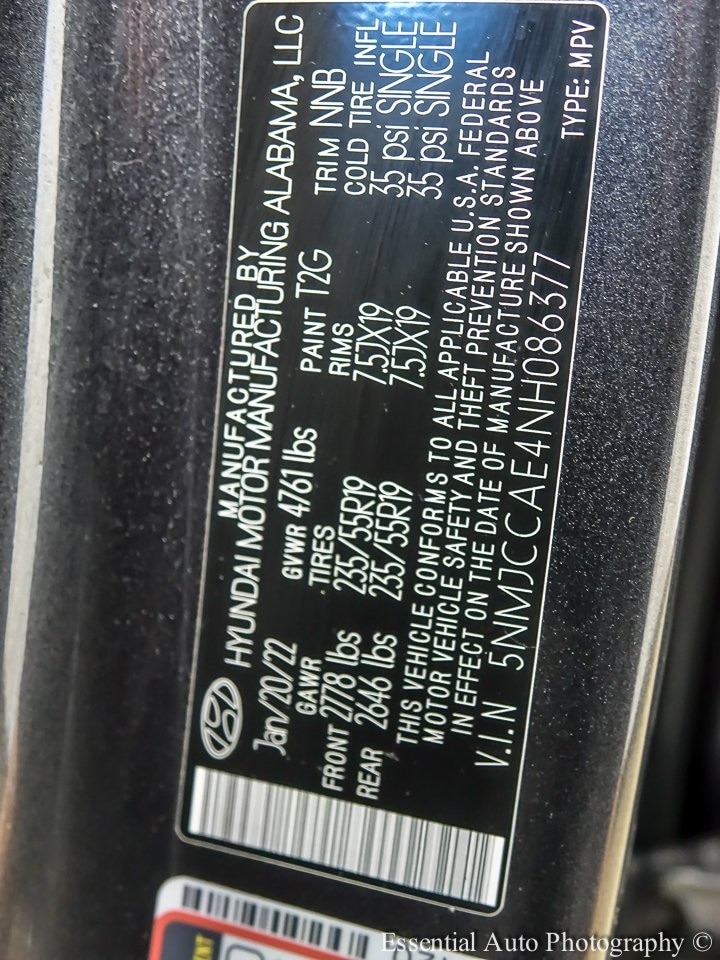 MANUFACTURED BY
HYUNDAI MOTOR MANUFACTURING ALABAMA, LLC
Jan/20/22 GVWR 4761 lbs PAINT T2G TRIM NNB
GAWR TIRES RIMS COLD TIRE INFL
FRONT 2778 lbs 235/55R19 7.5JX19 35 psi SINGLE
REAR 2646 lbs 235/55R19 7.5JX19 35 psi SINGLE
THIS VEHICLE CONFORMS TO ALL APPLICABLE U.S.A. FEDERAL
MOTOR VEHICLE SAFETY AND THEFT PREVENTION STANDARDS
IN EFFECT ON THE DATE OF MANUFACTURE SHOWN ABOVE
V.I.N 5NMJCCAE4NH086377 TYPE: MPV
Essential Auto Photography ©